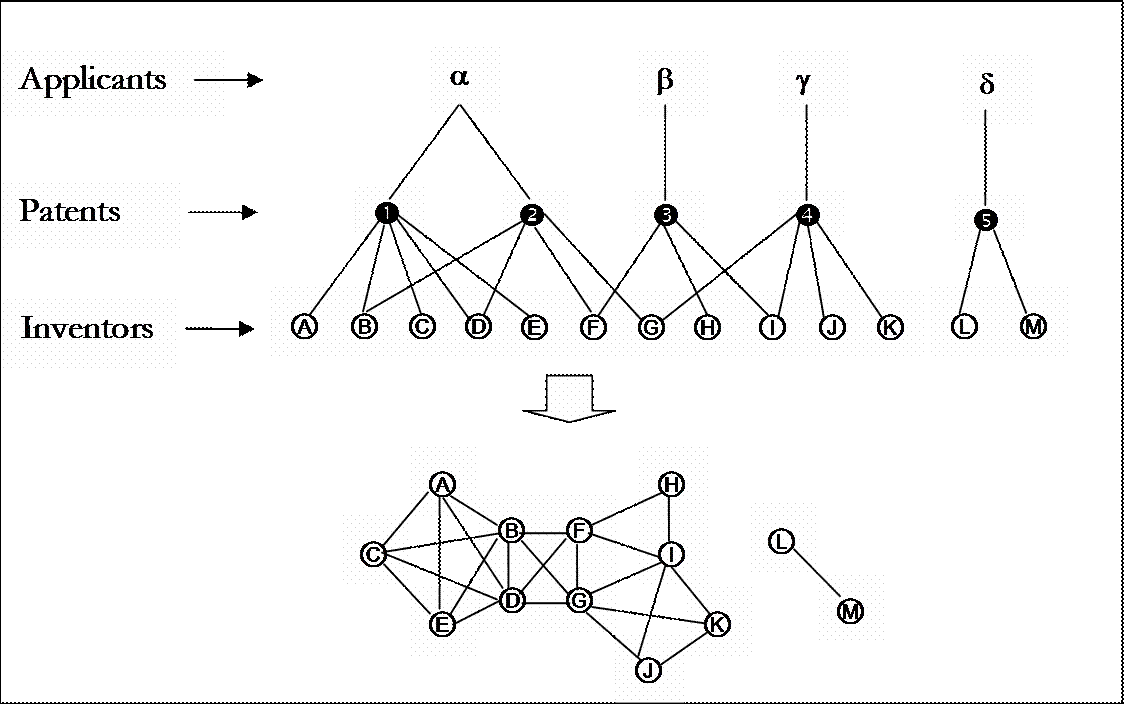 Applicants α β γ δ
Patents 1 2 3 4 5
Inventors A B C D E F G H I J K L M
A H
B F L
C I
D G M
E K
J